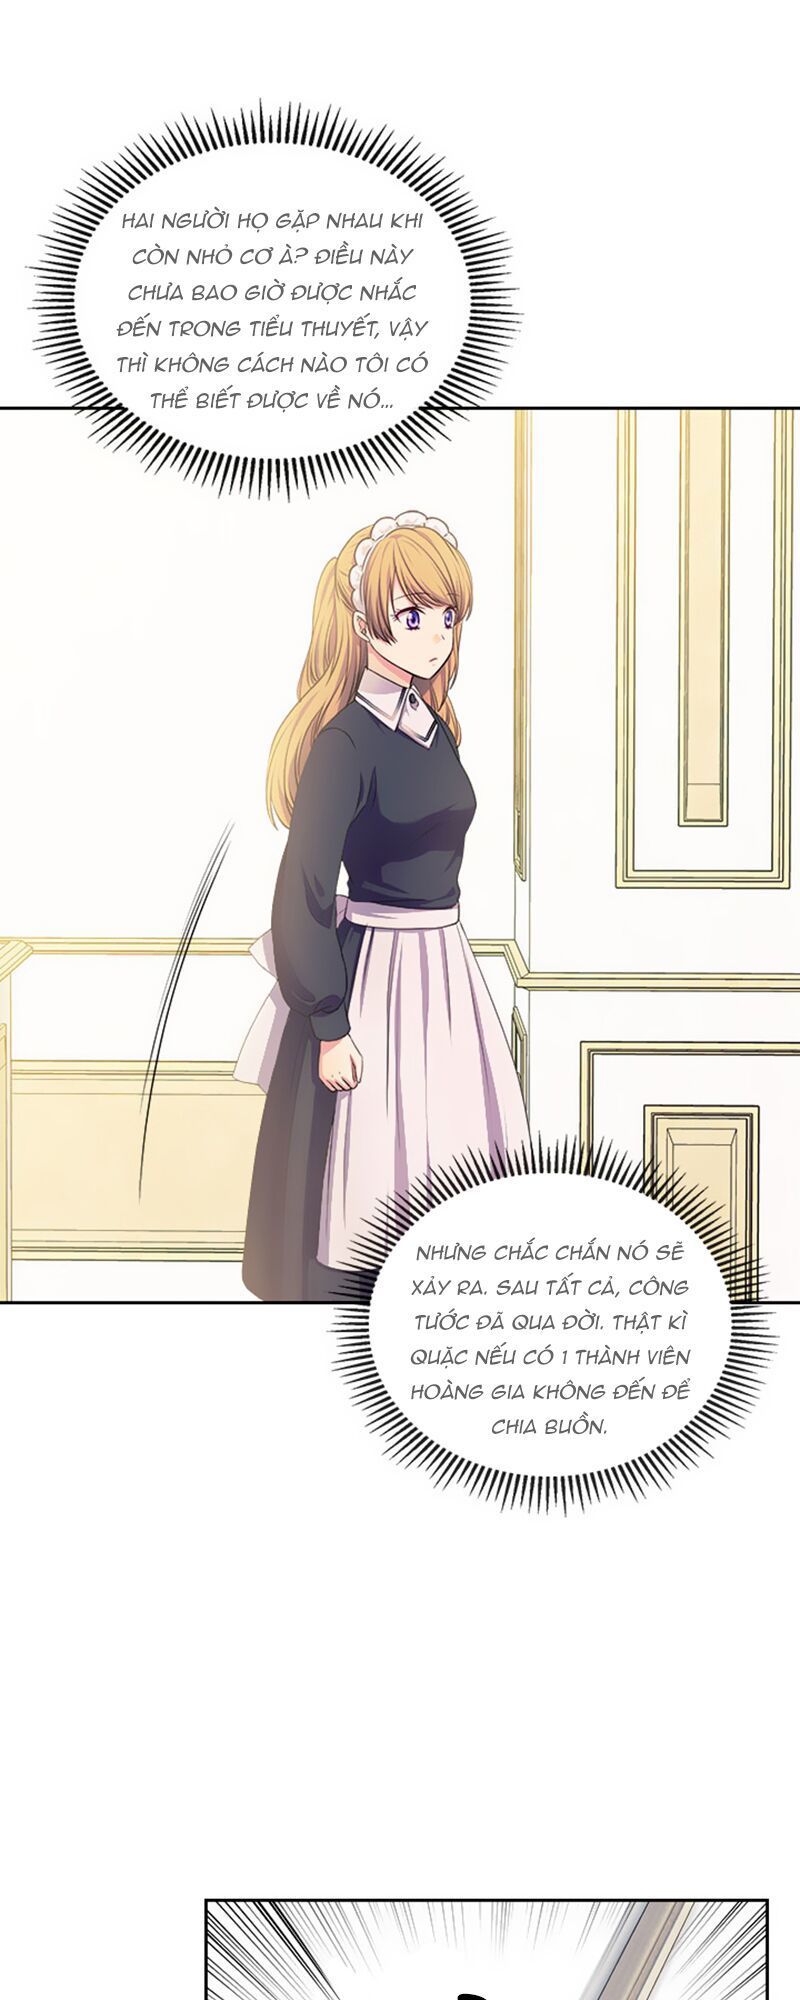 HAI NGƯỜI HỌ GẶP NHAU KHI
CÒN NHỎ CƠ À? ĐIỀU NÀY
CHƯA BAO GIỜ ĐƯỢC NHẮC
ĐẾN TRONG TIỂU THUYẾT, VẬY
THÌ KHÔNG CÁCH NÀO TÔI CÓ
THỂ BIẾT ĐƯỢC VỀ NÓ...
NHƯNG CHẮC CHẮN NÓ SẼ
XẢY RA. SAU TẤT CẢ, CÔNG
TƯỚC ĐÃ QUA ĐỜI. THẬT KÌ
QUẶC NẾU CÓ 1 THÀNH VIÊN
HOÀNG GIA KHÔNG ĐẾN ĐỂ
CHIA BUỒN.